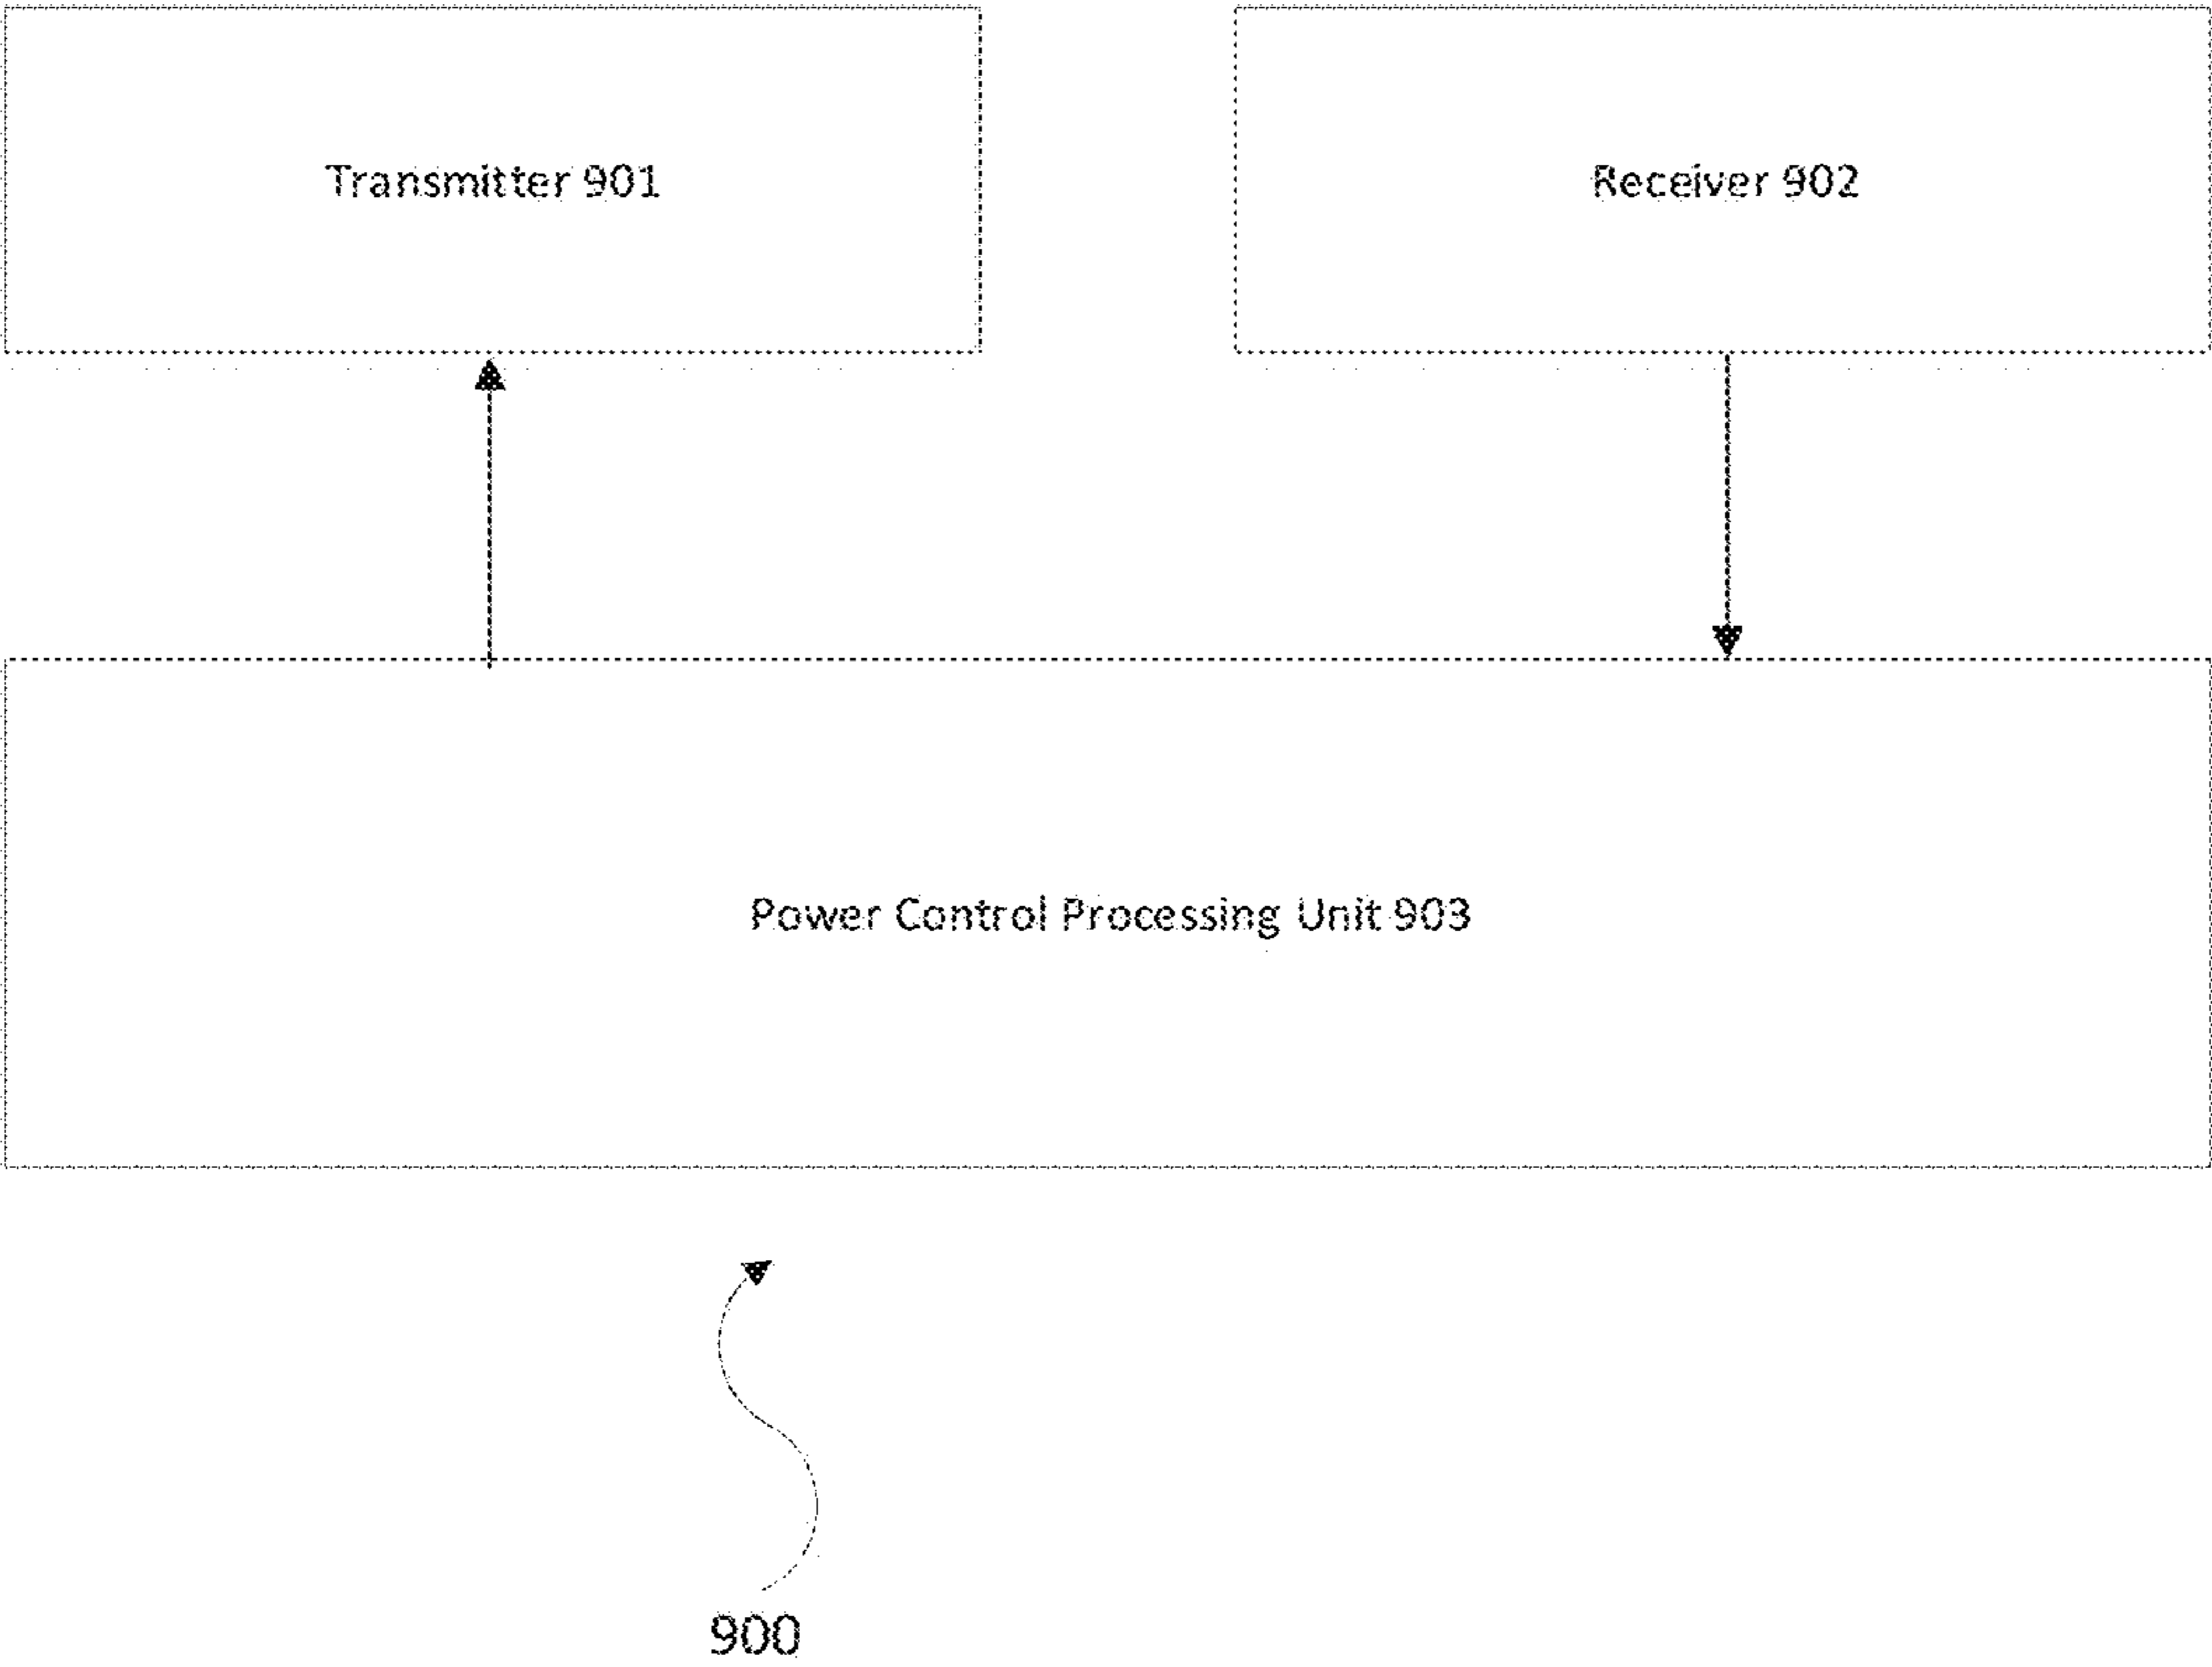 Transmitter 901
Receiver 902
Power Control Processing Unit 903
900